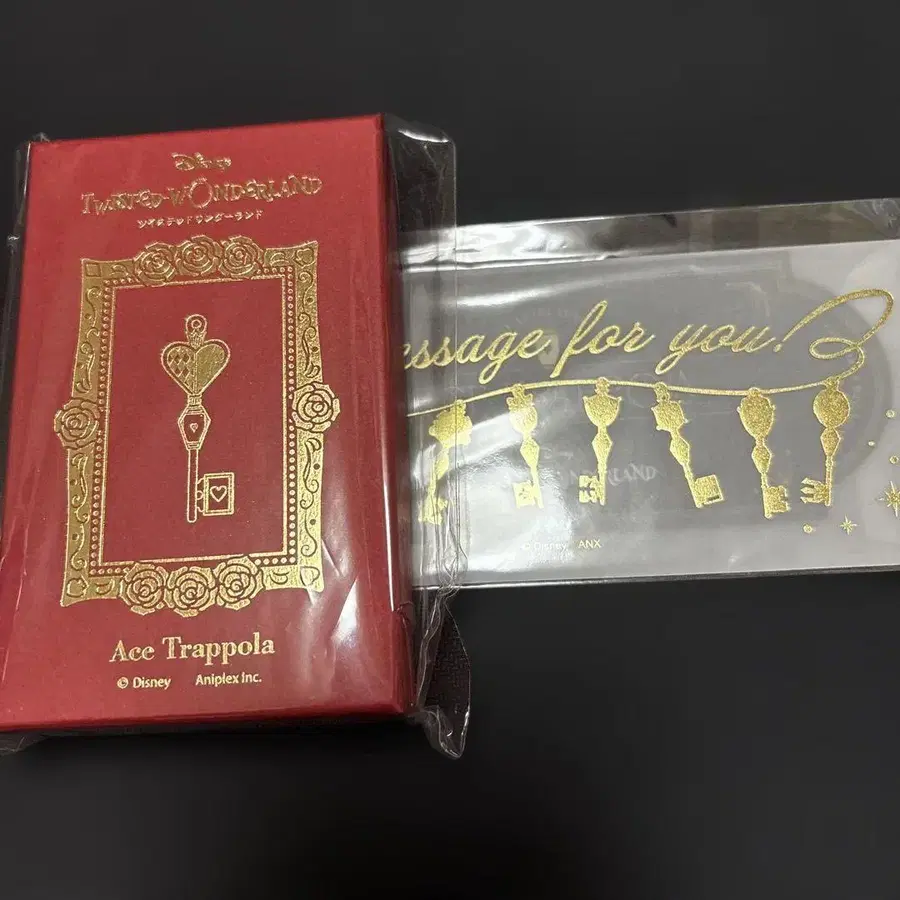 Disney
TWISTED-WONDERLAND
ツイステッドワンダーランド
Ace Trappola
© Disney Aniplex Inc.
essage for you!
© Disney ANX